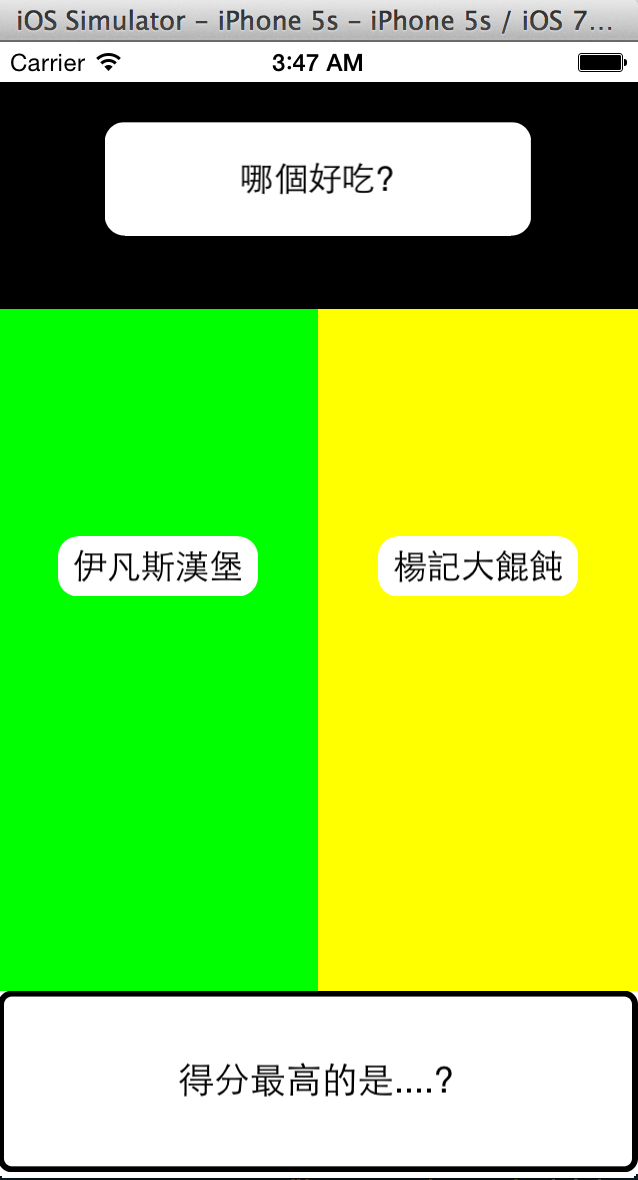 iOS Simulator - iPhone 5s - iPhone 5s / iOS 7...
Carrier 3:47 AM
哪個好吃?
伊凡斯漢堡 楊記大餛飩
得分最高的是....?